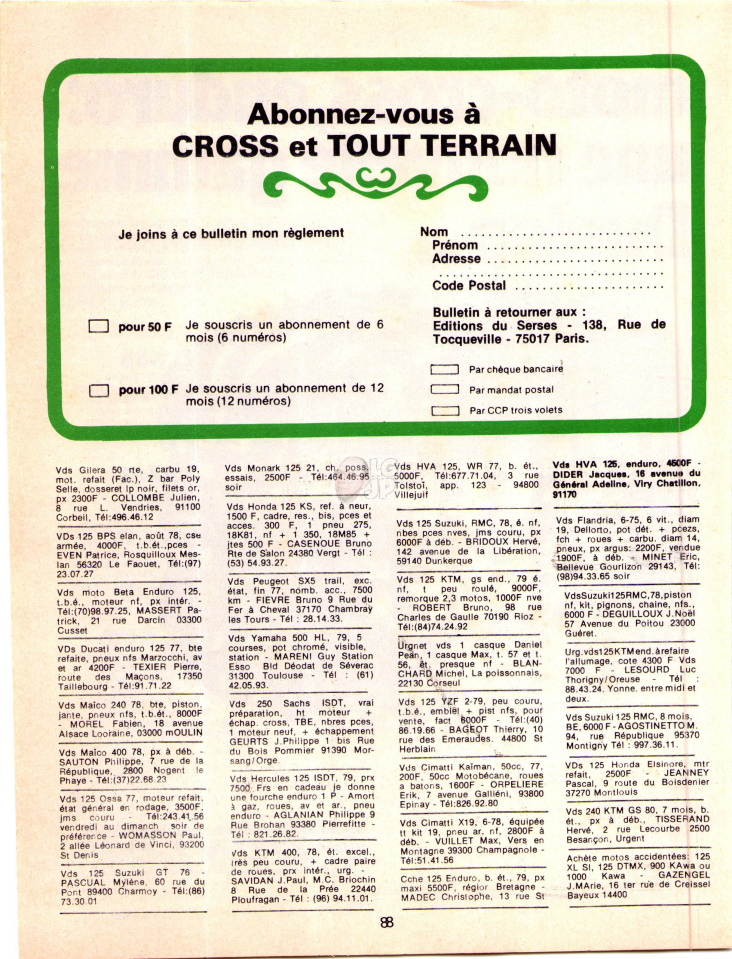 Abonnez-vous à
CROSS et TOUT TERRAIN
Je joins à ce bulletin mon règlement
pour 50 F Je souscris un abonnement de 6
mois (6 numéros)
pour 100 F Je souscris un abonnement de 12
mois (12 numéros)
Nom ............................
Prénom ..........................
Adresse ..........................
.................................
Code Postal ......................
Bulletin à retourner aux :
Editions du Serses - 138, Rue de
Tocqueville - 75017 Paris.
Par chèque bancaire
Par mandat postal
Par CCP trois volets
Vds Gilera 50 rte, carbu 19,
mot. refait (Fac.), Z bar Poly
Selle, dosseret lp noir, filets or,
px 2300F - COLLOMBE Julien,
8 rue L. Vendries, 91100
Corbeil, Tél:496.46.12
VDs 125 BPS elan, août 78, cse
armée, 4000F, t.b.ét.,pces -
EVEN Patrice, Rosquilloux Mes-
lan 56320 Le Faouet, Tél:(97)
23.07.27
Vds moto Beta Enduro 125,
t.b.é., moteur nf, px intér. -
Tél:(70)98.97.25, MASSERT Pa-
trick, 21 rue Darcin 03300
Cusset
VDs Ducati enduro 125 77, bte
refaite, pneux nfs Marzocchi, av
et ar 4200F - TEXIER Pierre,
route des Maçons, 17350
Taillebourg - Tél:91.71.22
Vds Maico 240 78, bte, piston,
jante, pneux nfs, t.b.ét., 8000F
- MOREL Fabien, 18 avenue
Alsace Looraine, 03000 mOULIN
Vds Maïco 400 78, px à déb. -
SAUTON Philippe, 7 rue de la
République, 2800 Nogent le
Phaye - Tél:(37)22.68.23
Vds 125 Ossa 77, moteur refait,
état général en rodage, 3500F,
jms couru - Tél:243.41.56
vendredi au dimanch soir de
préférence - WOMASSON Paul,
2 allée Léonard de Vinci, 93200
St Denis
Vds 125 Suzuki GT 76 -
PASCUAL Mylène, 60 rue du
Pont 89400 Charmoy - Tél:(86)
73.30.01
Vds Monark 125 21, ch. poss.
essais, 2500F - Tél:464.46.95
soir
Vds Honda 125 KS, ref. à neur,
1500 F, cadre, res., bis, pces et
acces. 300 F, 1 pneu 275,
18K81, nf + 1 350, 18M85 +
jtes 500 F - CASENOUE Bruno
Rte de Salon 24380 Vergt - Tél :
(53) 54.93.27.
Vds Peugeot SX5 trail, exc.
état, fin 77, nomb. acc., 7500
km - FIEVRE Bruno 9 Rue du
Fer à Cheval 37170 Chambray
les Tours - Tél : 28.14.33.
Vds Yamaha 500 HL, 79, 5
courses, pot chromé, visible,
station - MARENI Guy Station
Esso Bld Déodat de Séverac
31300 Toulouse - Tél : (61)
42.05.93.
Vds 250 Sachs ISDT, vrai
préparation, ht moteur +
échap. cross, TBE, nbres pces,
1 moteur neuf, + échappement
GEURTS J.Philippe 1 bis Rue
du Bois Pommier 91390 Mor-
sang/Orge.
Vds Hercules 125 ISDT, 79, prx
7500 Frs en cadeau je donne
une fourche enduro 1 P - Amort
à gaz, roues, av et ar., pneu
enduro - AGLANIAN Philippe 9
Rue Brohan 93380 Pierrefitte -
Tél : 821.26.82.
Vds KTM 400, 78, ét. excel.,
très peu couru, + cadre paire
de roues, prx intér., urg. -
SAVIDAN J.Paul, M.C. Briochin
8 Rue de la Prée 22440
Ploufragan - Tél : (96) 94.11.01.
Vds HVA 125, WR 77, b. ét.,
5000F, Tél:677.71.04, 3 rue
Tolstoï, app. 123 - 94800
Villejuif
Vds 125 Suzuki, RMC, 78, é. nf,
nbes pces nves, jms couru, px
6000F à déb. - BRIDOUX Hervé,
142 avenue de la Libération,
59140 Dunkerque
Vds 125 KTM, gs end., 79 é.
nf, t peu roulé, 9000F,
remorque 2,3 motos, 1000F nve
- ROBERT Bruno, 98 rue
Charles de Gaulle 70190 Rioz -
Tél:(84)74.24.92
Urgnet vds 1 casque Daniel
Pean, 1 casque Max, t. 57 et t.
56, ét, presque nf - BLAN-
CHARD Michel, La poissonnais,
22130 Corseul
Vds 125 YZF 2-79, peu couru,
t.b.é., embiel + pist nfs, pour
vente, fact 6000F - Tél:(40)
86.19.66 - BAGEOT Thierry, 10
rue des Emeraudes. 44800 St
Herblain
Vds Cimatti Kaïman, 50cc, 77,
200F, 50cc Motobécane, roues
a batons, 1600F - ORPELIERE
Erik, 7 avenue Galliéni, 93800
Epinay - Tél:826.92.80
Vds Cimatti X19, 6-78, équipée
tt kit 19, pneu ar. nf, 2800F à
déb. - VUILLET Max, Vers en
Montagne 39300 Champagnole -
Tél:51.41.56
Cche 125 Enduro, b. ét., 79, px
maxi 5500F, régior Bretagne -
MADEC Christophe, 13 rue St
Vds HVA 125, enduro, 4500F -
DIDER Jacques, 16 avenue du
Général Adeline, Viry Chatillon,
91170
Vds Flandria, 6-75, 6 vit., diam
19, Dellorto, pot dét. + pcezs,
fch + roues + carbu. diam 14,
pneux, px argus: 2200F, vendue
1900F, à déb. - MINET Eric,
Bellevue Gourlizon 29143, Tél:
(98)94.33.65 soir
VdsSuzuki125RMC,78,piston
nf, kit, pignons, chaine, nfs.,
6000 F - DEGUILLOUX J.Noël
57 Avenue du Poitou 23000
Guéret.
Urg.vds125KTMend.àrefaire
l'allumage, cote 4300 F Vds
7000 F - LESOURD Luc
Thorigny/Oreuse - Tél :
88.43.24. Yonne. entre midi et
deux.
Vds Suzuki 125 RMC, 8 mois.
BE, 6000 F - AGOSTINETTO M.
94, rue République 95370
Montigny Tél : 997.36.11.
VDs 125 Honda Elsinore, mtr
refait, 2500F - JEANNEY
Pascal, 9 route du Boisdenier
37270 Montlouis
Vds 240 KTM GS 80, 7 mois, b.
ét., px à déb., TISSERAND
Hervé, 2 rue Lecourbe 2500
Besançon, Urgent
Achète motos accidentées: 125
XL SI, 125 DTMX, 900 KAwa ou
1000 Kawa - GAZENGEL
J.MArie, 16 ter rue de Creissel
Bayeux 14400
88